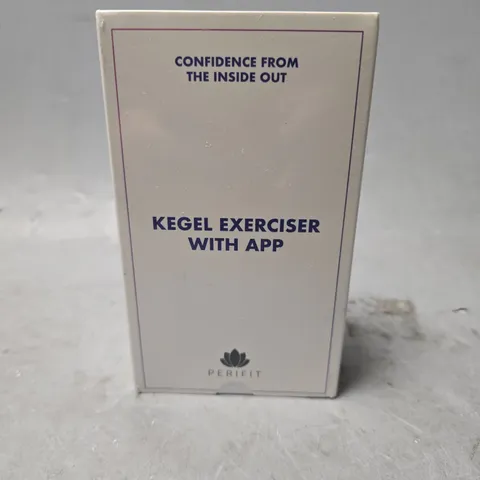 CONFIDENCE FROM
THE INSIDE OUT
KEGEL EXERCISER
WITH APP
PERIFIT